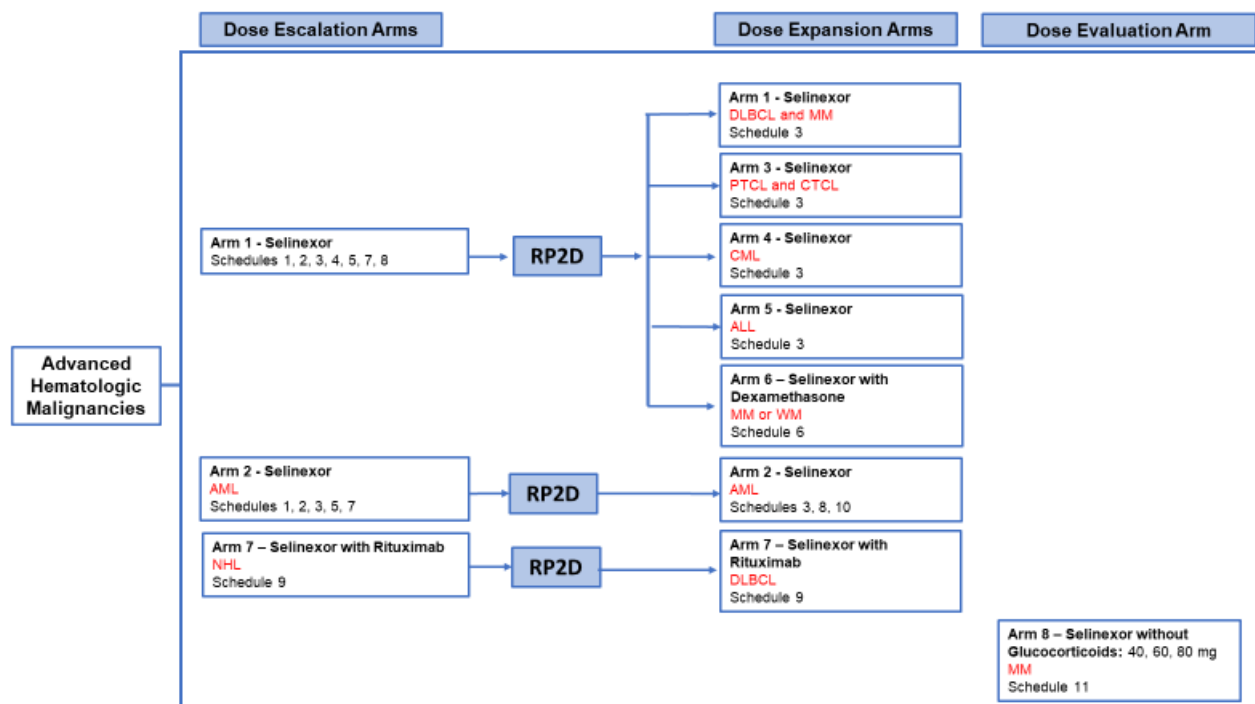 Dose Escalation Arms
Dose Expansion Arms
Dose Evaluation Arm
Advanced
Hematologic
Malignancies
Arm 1 - Selinexor
Schedules 1, 2, 3, 4, 5, 7, 8
RP2D
Arm 1 - Selinexor
DLBCL and MM
Schedule 3
Arm 3 - Selinexor
PTCL and CTCL
Schedule 3
Arm 4 - Selinexor
CML
Schedule 3
Arm 5 - Selinexor
ALL
Schedule 3
Arm 6 – Selinexor with
Dexamethasone
MM or WM
Schedule 6
Arm 2 - Selinexor
AML
Schedules 1, 2, 3, 5, 7
RP2D
Arm 2 - Selinexor
AML
Schedules 3, 8, 10
Arm 7 – Selinexor with Rituximab
NHL
Schedule 9
RP2D
Arm 7 – Selinexor with
Rituximab
DLBCL
Schedule 9
Arm 8 – Selinexor without
Glucocorticoids: 40, 60, 80 mg
MM
Schedule 11